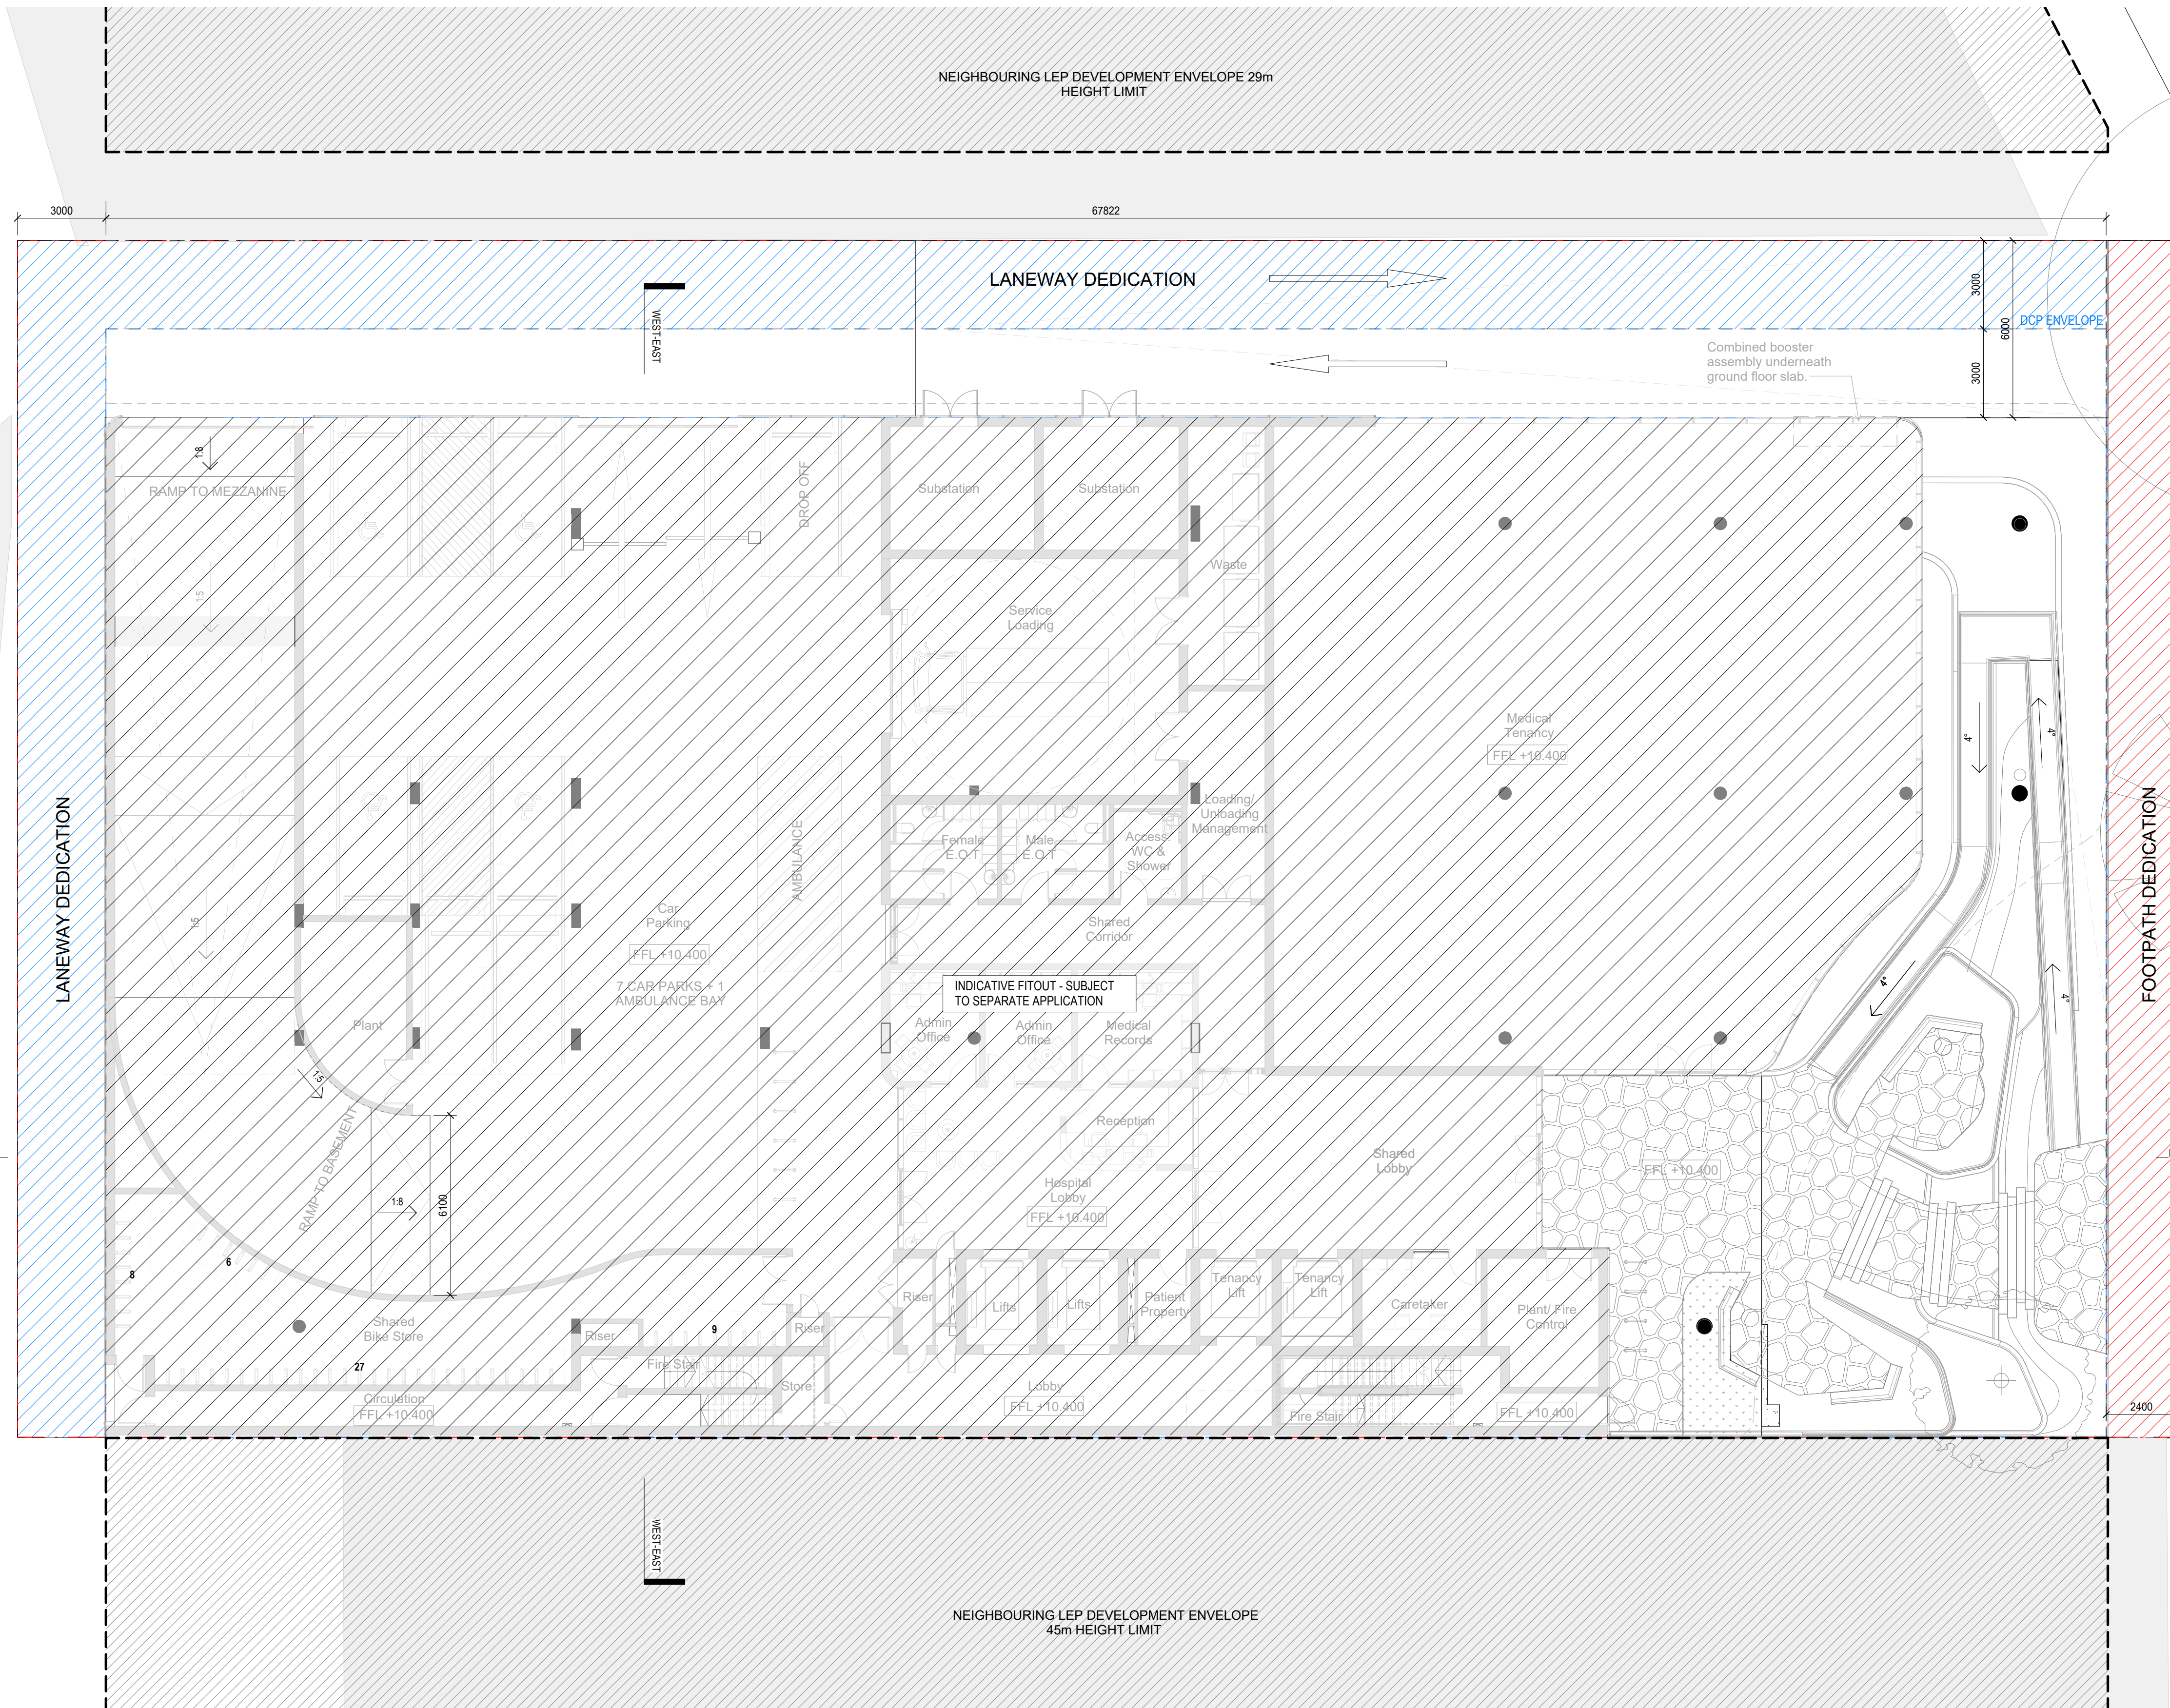 NEIGHBOURING LEP DEVELOPMENT ENVELOPE 29m
HEIGHT LIMIT
3000
67822
LANEWAY DEDICATION
3000
6000
DCP ENVELOPE
WEST-EAST
Combined booster
assembly underneath
ground floor slab.
3000
1:8
RAMP TO MEZZANINE
DROP OFF
Substation
Substation
Waste
1:5
Service
Loading
Medical
Tenancy
FFL +10.400
4°
4°
Loading/
Unloading
Management
Female
E.O.T
Male
E.O.T
Access.
WC &
Shower
AMBULANCE
LANEWAY DEDICATION
FOOTPATH DEDICATION
1:5
Car
Parking
FFL +10.400
7 CAR PARKS + 1
AMBULANCE BAY
Shared
Corridor
INDICATIVE FITOUT - SUBJECT
TO SEPARATE APPLICATION
4°
4°
Plant
Admin
Office
Admin
Office
Medical
Records
1:5
RAMP TO BASEMENT
Reception
Shared
Lobby
FFL +10.400
1:8
6100
Hospital
Lobby
FFL +10.400
6
8
Riser
Lifts
Lifts
Patient
Property
Tenancy
Lift
Tenancy
Lift
Caretaker
Plant/ Fire
Control
Shared
Bike Store
Riser
9
Riser
27
Fire Stair
Store
Circulation
FFL +10.400
Lobby
FFL +10.400
Fire Stair
FFL +10.400
2400
WEST-EAST
NEIGHBOURING LEP DEVELOPMENT ENVELOPE
45m HEIGHT LIMIT